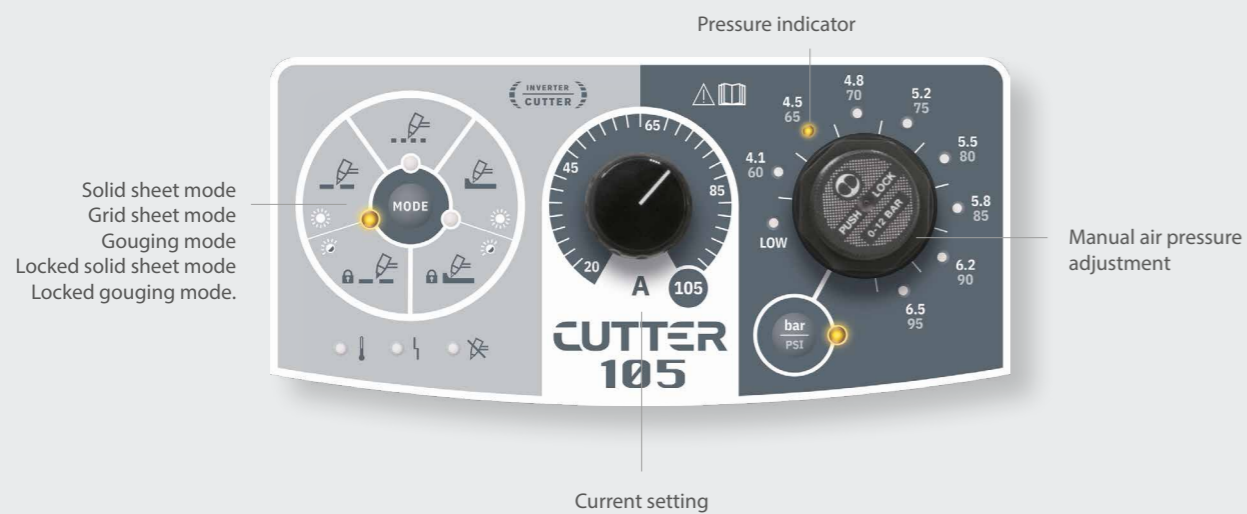 Pressure indicator
INVERTER
CUTTER
4.1
60
4.5
65
4.8
70
5.2
75
5.5
80
5.8
85
6.2
90
6.5
95
LOW
PUSH LOCK
0-12 BAR
bar
PSI
MODE
20
45
65
85
105
A
CUTTER
105
Solid sheet mode
Grid sheet mode
Gouging mode
Locked solid sheet mode
Locked gouging mode.
Manual air pressure
adjustment
Current setting